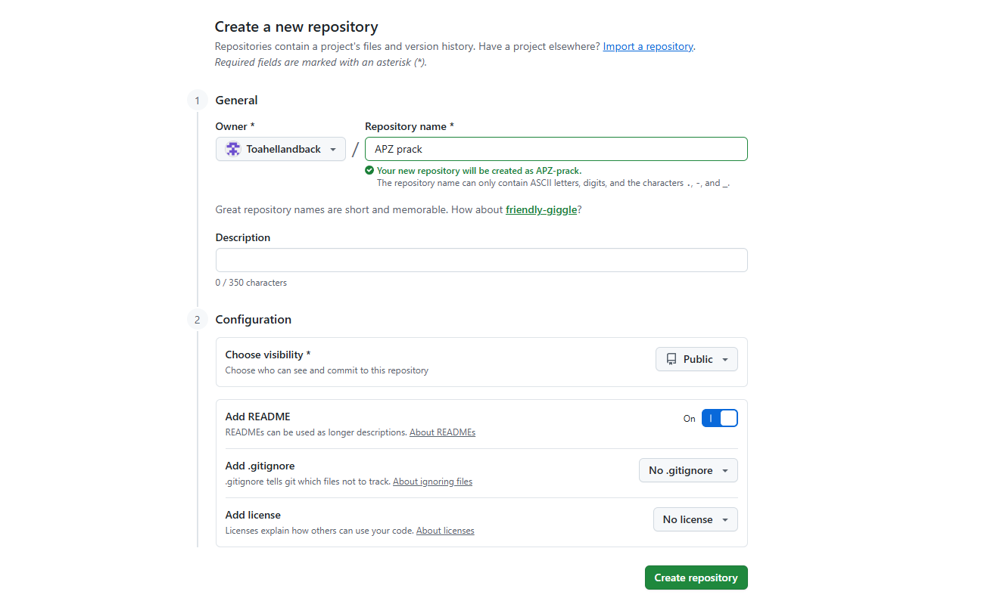 Create a new repository
Repositories contain a project's files and version history. Have a project elsewhere? Import a repository.
Required fields are marked with an asterisk (*).
1 General
Owner * Repository name *
Toahellandback / APZ prack
Your new repository will be created as APZ-prack.
The repository name can only contain ASCII letters, digits, and the characters ., -, and _.
Great repository names are short and memorable. How about friendly-giggle?
Description
0 / 350 characters
2 Configuration
Choose visibility *
Public
Choose who can see and commit to this repository
Add README
On
READMEs can be used as longer descriptions. About READMEs
Add .gitignore
No .gitignore
.gitignore tells git which files not to track. About ignoring files
Add license
No license
Licenses explain how others can use your code. About licenses
Create repository